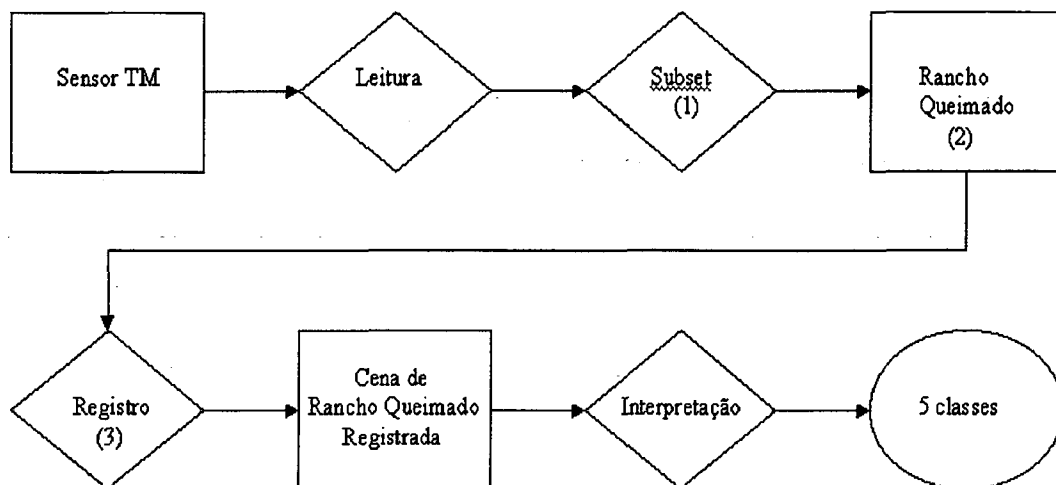 Sensor TM
Leitura
Subset
(1)
Rancho
Queimado
(2)
Registro
(3)
Cena de
Rancho Queimado
Registrada
Interpretação
5 classes